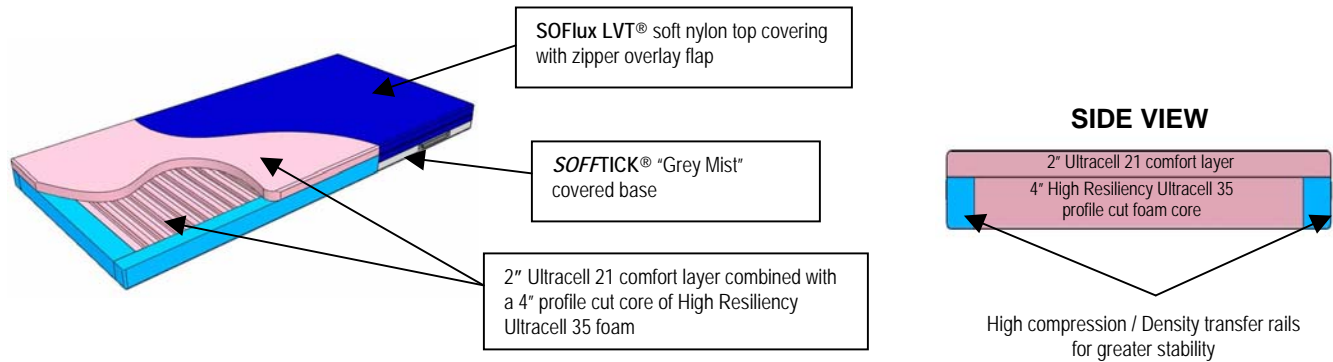 SOFlux LVT® soft nylon top covering
with zipper overlay flap
SOFFTICK® “Grey Mist”
covered base
2” Ultracell 21 comfort layer combined with
a 4” profile cut core of High Resiliency
Ultracell 35 foam
SIDE VIEW
2” Ultracell 21 comfort layer
4” High Resiliency Ultracell 35
profile cut foam core
High compression / Density transfer rails
for greater stability